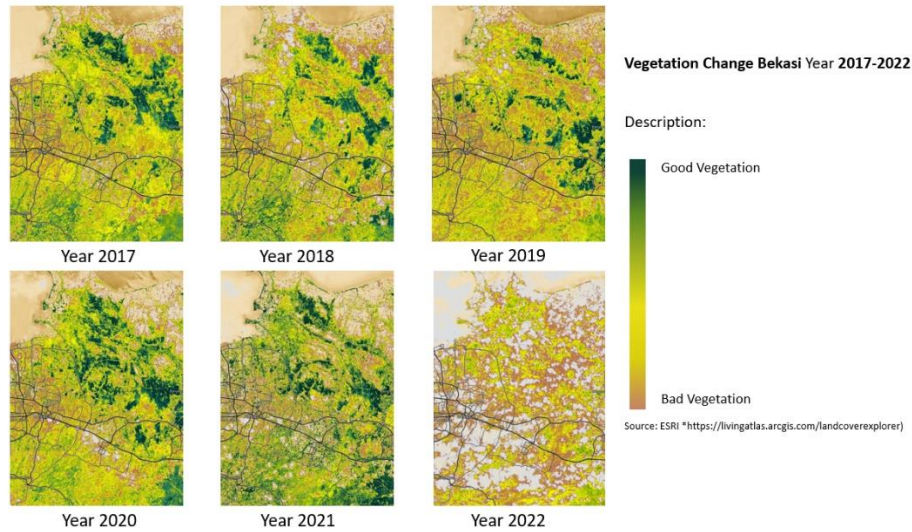 Vegetation Change Bekasi Year 2017-2022
Description:
Good Vegetation
Bad Vegetation
Source: ESRI *https://livingatlas.arcgis.com/landcoverexplorer)
Year 2017
Year 2018
Year 2019
Year 2020
Year 2021
Year 2022